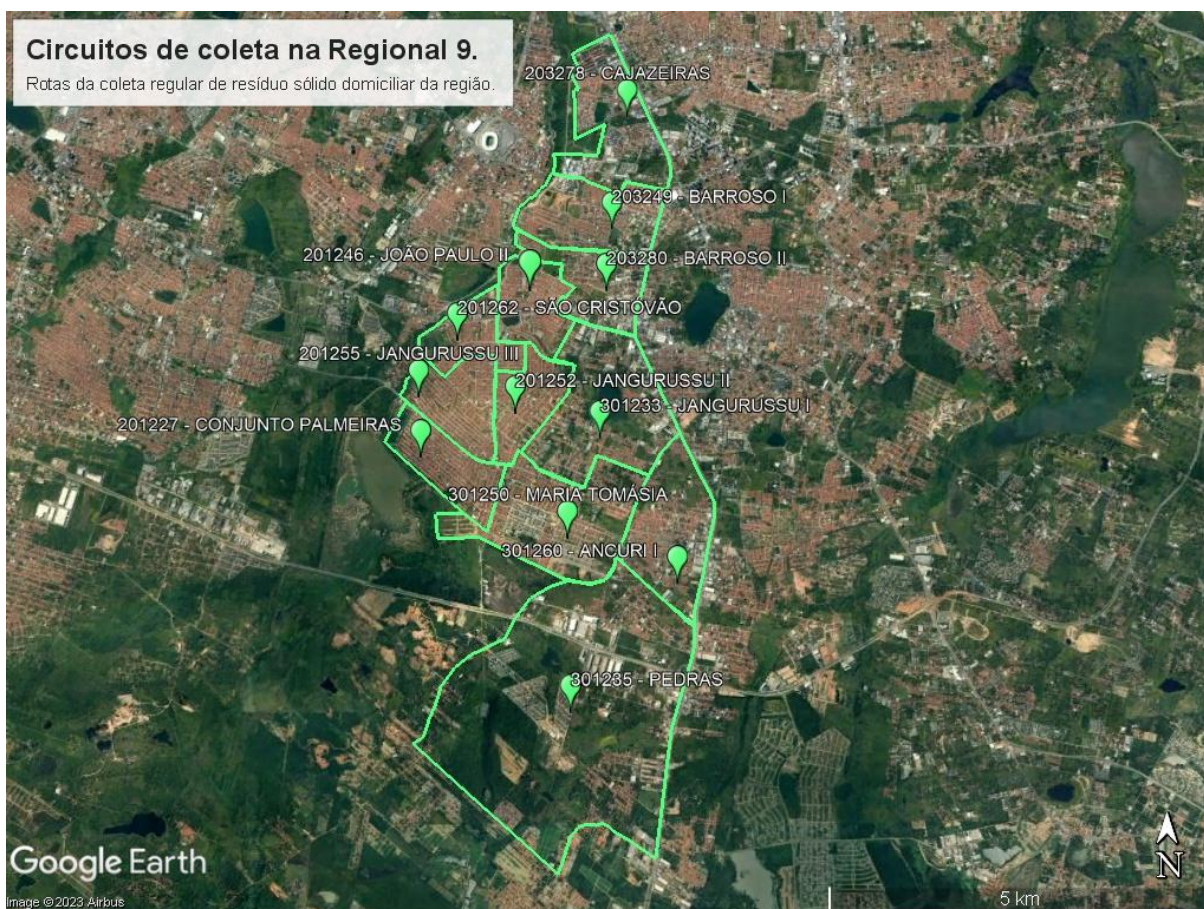 Circuitos de coleta na Regional 9.
Rotas da coleta regular de resíduo sólido domiciliar da região.
203278 - CAJAZEIRAS
203249 - BARROSO I
201246 - JOÃO PAULO II
203280 - BARROSO II
201262 - SÃO CRISTOVÃO
201255 - JANGURUSSU III
201252 - JANGURUSSU II
301233 - JANGURUSSU I
201227 - CONJUNTO PALMEIRAS
301250 - MARIA TOMÁSIA
301260 - ANCURI I
301235 - PEDRAS
Google Earth
N
5 km
Image ©2023 Airbus